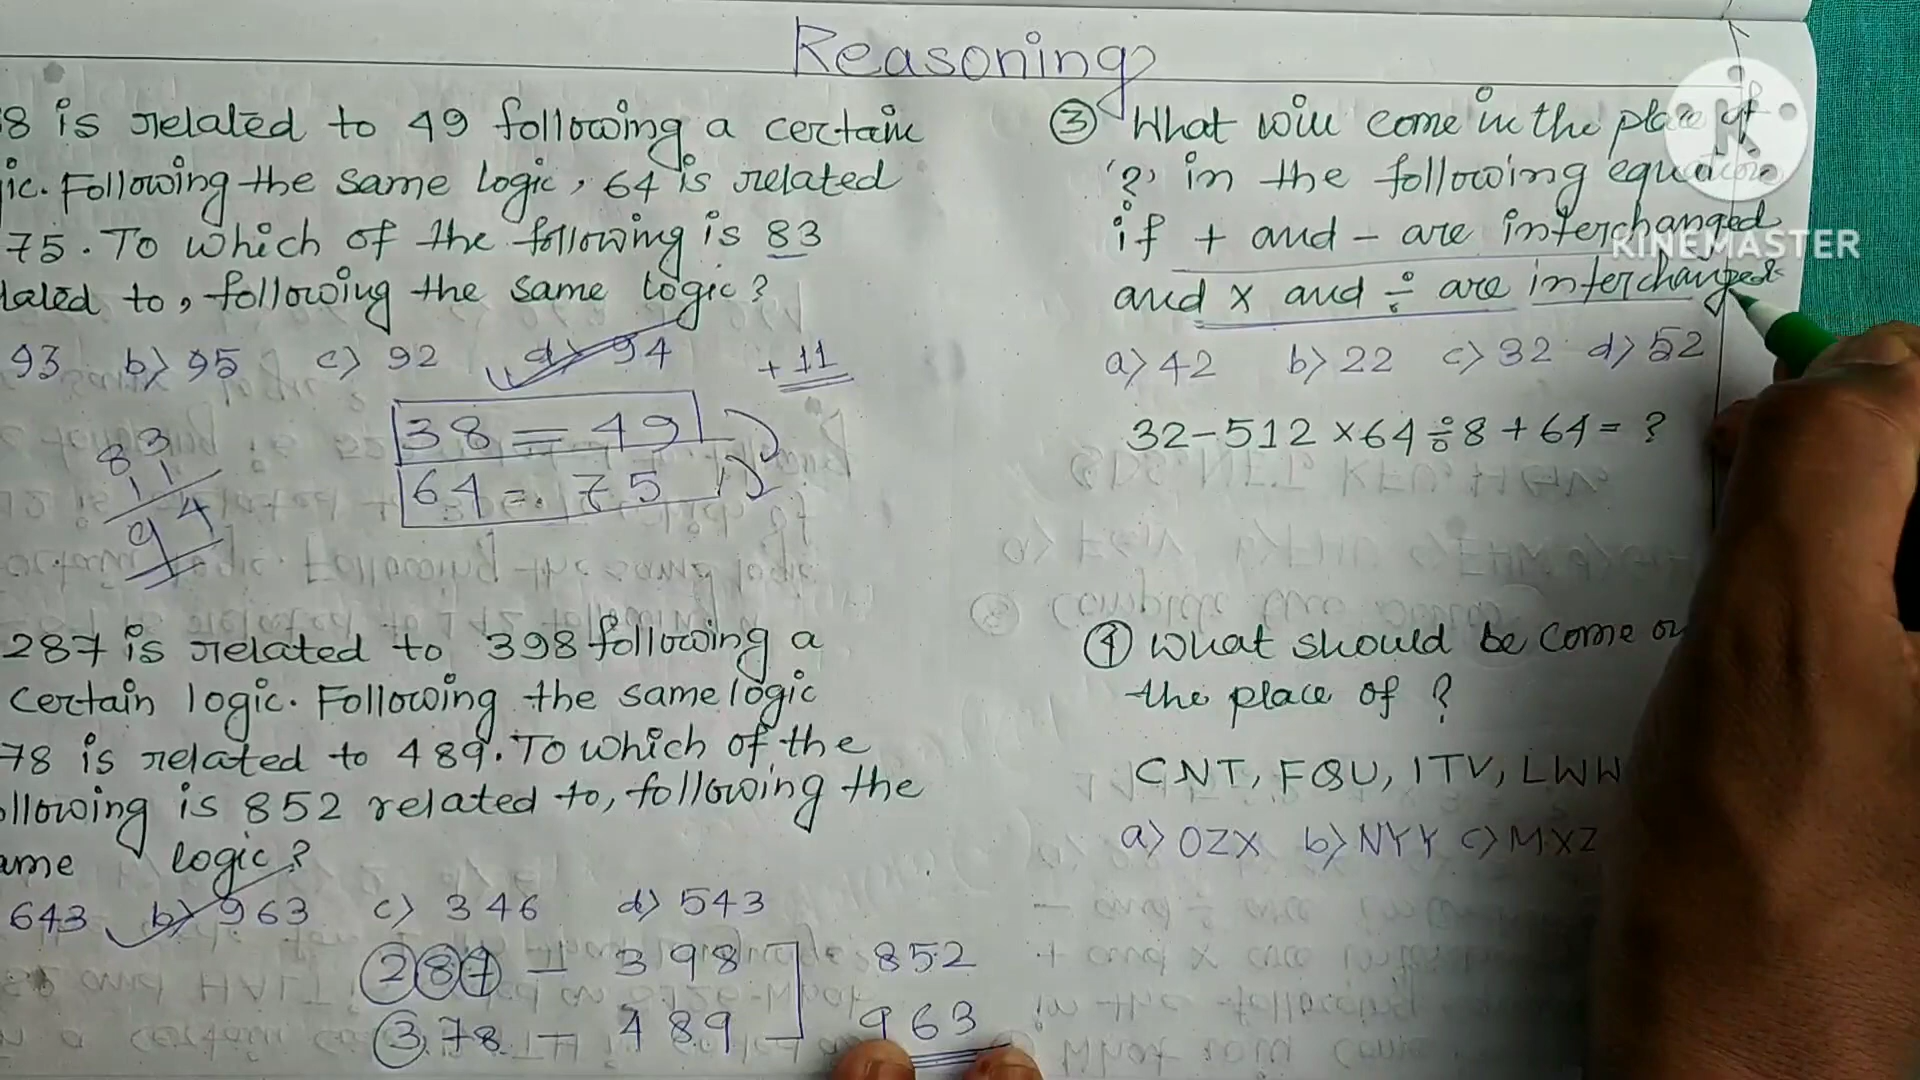 Reasoning
8 is related to 49 following a certain
ic. Following the same logic, 64 is related
75. To which of the following is 83
lated to, following the same logic?
93 b) 95 c) 92 d) 94 + 11
38 = 49
64 = 75
83
11
94
287 is related to 398 following a
certain logic. Following the same logic
78 is related to 489. To which of the
ollowing is 852 related to, following the
ame logic?
643 b) 963 c) 346 d) 543
287 - 398 852
378 - 489 963
③ What will come in the place of
'?' in the following equation
if + and - are interchanged
and × and ÷ are interchanged
a) 42 b) 22 c) 32 d) 52
32 - 512 × 64 ÷ 8 + 64 = ?
④ What should be come
the place of ?
CNT, FQU, ITV, LWW
a) OZX b) NYY c) MXZ
K
KINEMASTER